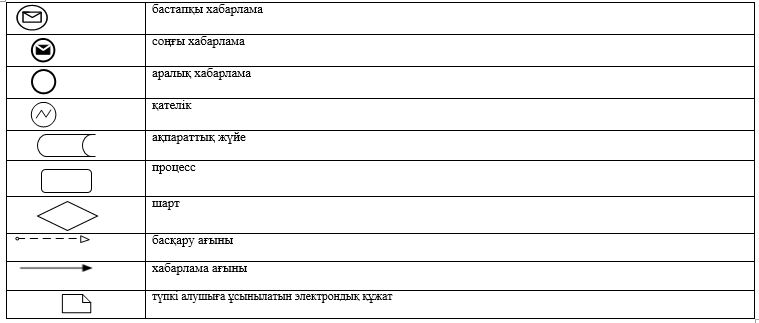 бастапқы хабарлама
соңғы хабарлама
аралық хабарлама
қателік
ақпараттық жүйе
процесс
шарт
басқару ағыны
хабарлама ағыны
түпкі алушыға ұсынылатын электрондық құжат